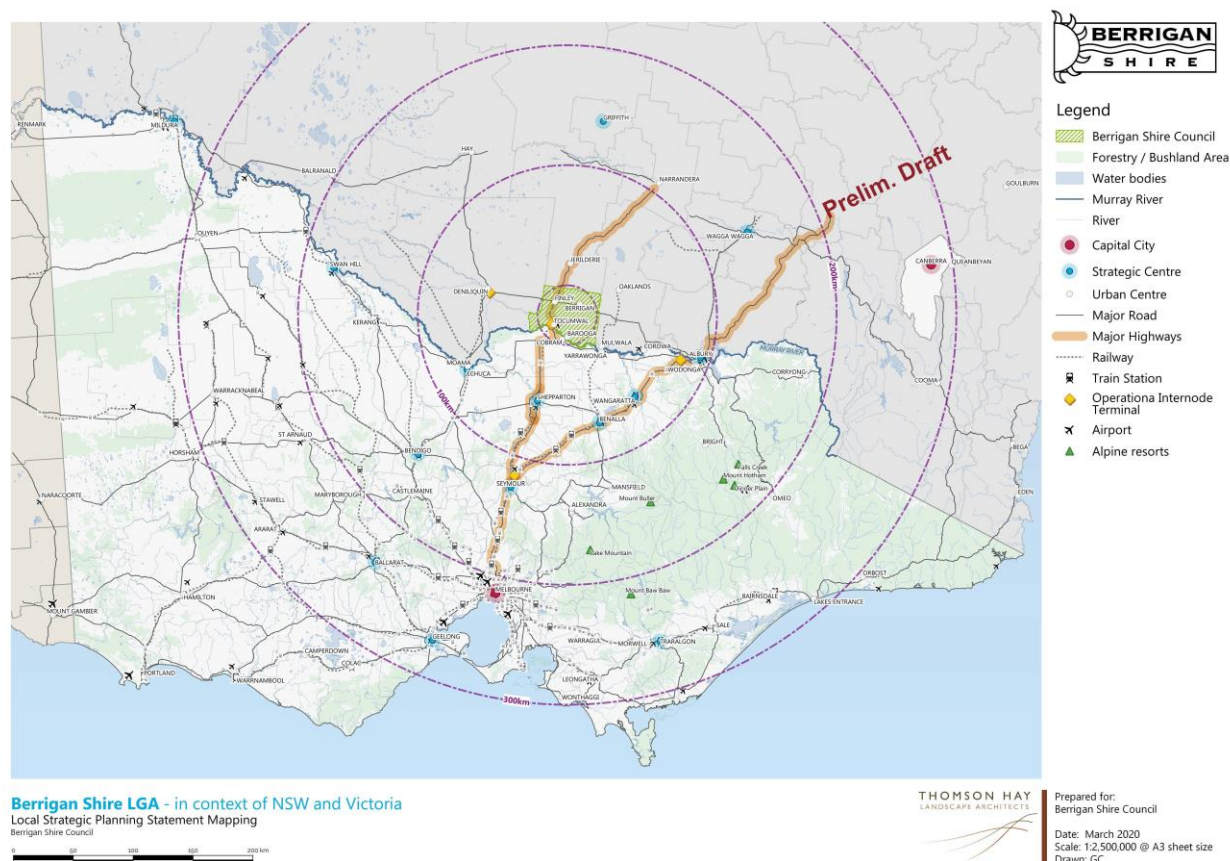 BERRIGAN
SHIRE
Legend
Berrigan Shire Council
Forestry / Bushland Area
Water bodies
Murray River
River
Capital City
Strategic Centre
Urban Centre
Major Road
Major Highways
Railway
Train Station
Operationa Internode
Terminal
Airport
Alpine resorts
Prelim. Draft
RENMARK
MILDURA
GRIFFITH
HAY
BALRANALD
NARRANDERA
GOULBURN
OUYEN
WAGGA WAGGA
200km
SWAN HILL
JERILDERIE
CANBERRA
QUEANBEYAN
DENILIQUIN
OAKLANDS
FINLEY
BERRIGAN
TOCUMWAL
BAROOGA
KERANG
COBRAM
MULWALA
COROWA
YARRAWONGA
ALBURY
MURRAY RIVER
MOAMA
ECHUCA
WODONGA
CORRYONG
COOMA
WARRACKNABEAL
100km
SHEPPARTON
WANGARATTA
BENALLA
ST ARNAUD
BRIGHT
BEGA
HORSHAM
BENDIGO
Falls Creek
Mount Hotham
Dinner Plain
SEYMOUR
MANSFIELD
EDEN
NARACOORTE
STAWELL
MARYBOROUGH
CASTLEMAINE
Mount Buller
OMEO
ALEXANDRA
ARARAT
Lake Mountain
BALLARAT
ORBOST
MELBOURNE
Mount Baw Baw
BAIRNSDALE
HAMILTON
LAKES ENTRANCE
MOUNT GAMBER
SALE
GEELONG
WARRAGUL
MORWELL
TRARALGON
CAMPERDOWN
COLAC
PORTLAND
WARRNAMBOOL
LEONGATHA
WONTHAGGI
300km
Berrigan Shire LGA - in context of NSW and Victoria
Local Strategic Planning Statement Mapping
Berrigan Shire Council
0 50 100 150 200 km
THOMSON HAY
LANDSCAPE ARCHITECTS
Prepared for:
Berrigan Shire Council
Date: March 2020
Scale: 1:2,500,000 @ A3 sheet size
Drawn: GC